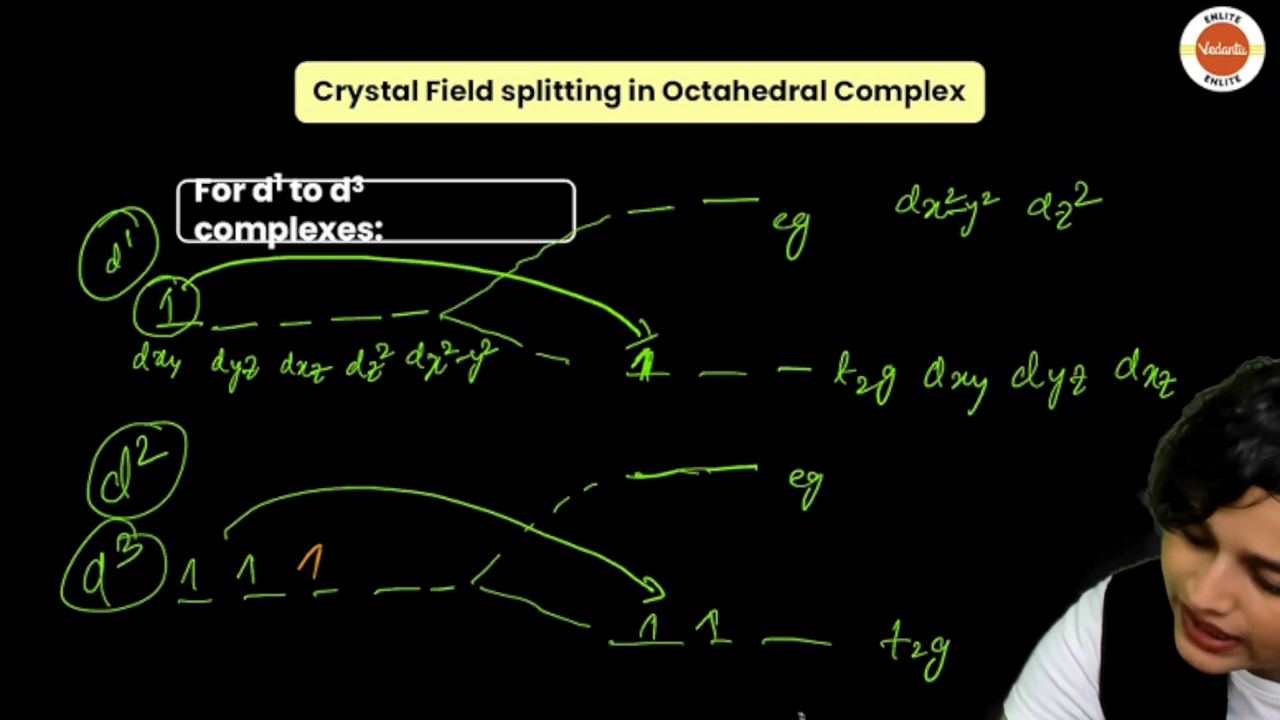 ENLITE
Vedantu
ENLITE
Crystal Field splitting in Octahedral Complex
For d¹ to d³
complexes:
d¹
eg dx²-y² dz²
1
dxy dyz dxz dz² dx²-y²
1 t₂g dxy dyz dxz
d²
eg
d³ 1 1 1
1 1 t₂g